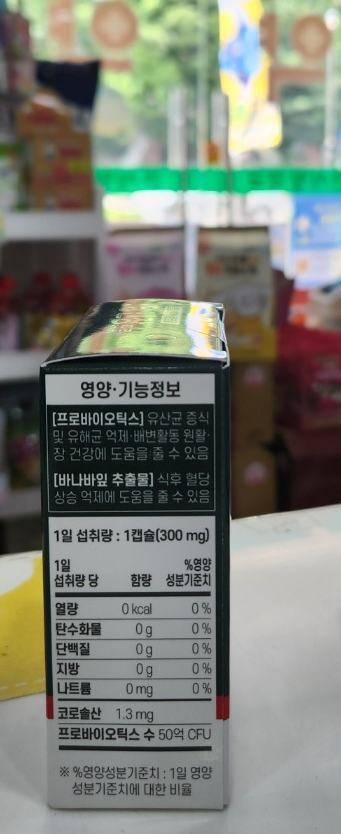 영양·기능정보
[프로바이오틱스] 유산균 증식
및 유해균 억제·배변활동 원활·
장 건강에 도움을 줄 수 있음
[바나바잎 추출물] 식후 혈당
상승 억제에 도움을 줄 수 있음
1일 섭취량 : 1캡슐(300 mg)
1일 섭취량 당 함량 %영양성분기준치
열량 0 kcal 0 %
탄수화물 0 g 0 %
단백질 0 g 0 %
지방 0 g 0 %
나트륨 0 mg 0 %
코로솔산 1.3 mg
프로바이오틱스 수 50억 CFU
※ %영양성분기준치 : 1일 영양
성분기준치에 대한 비율